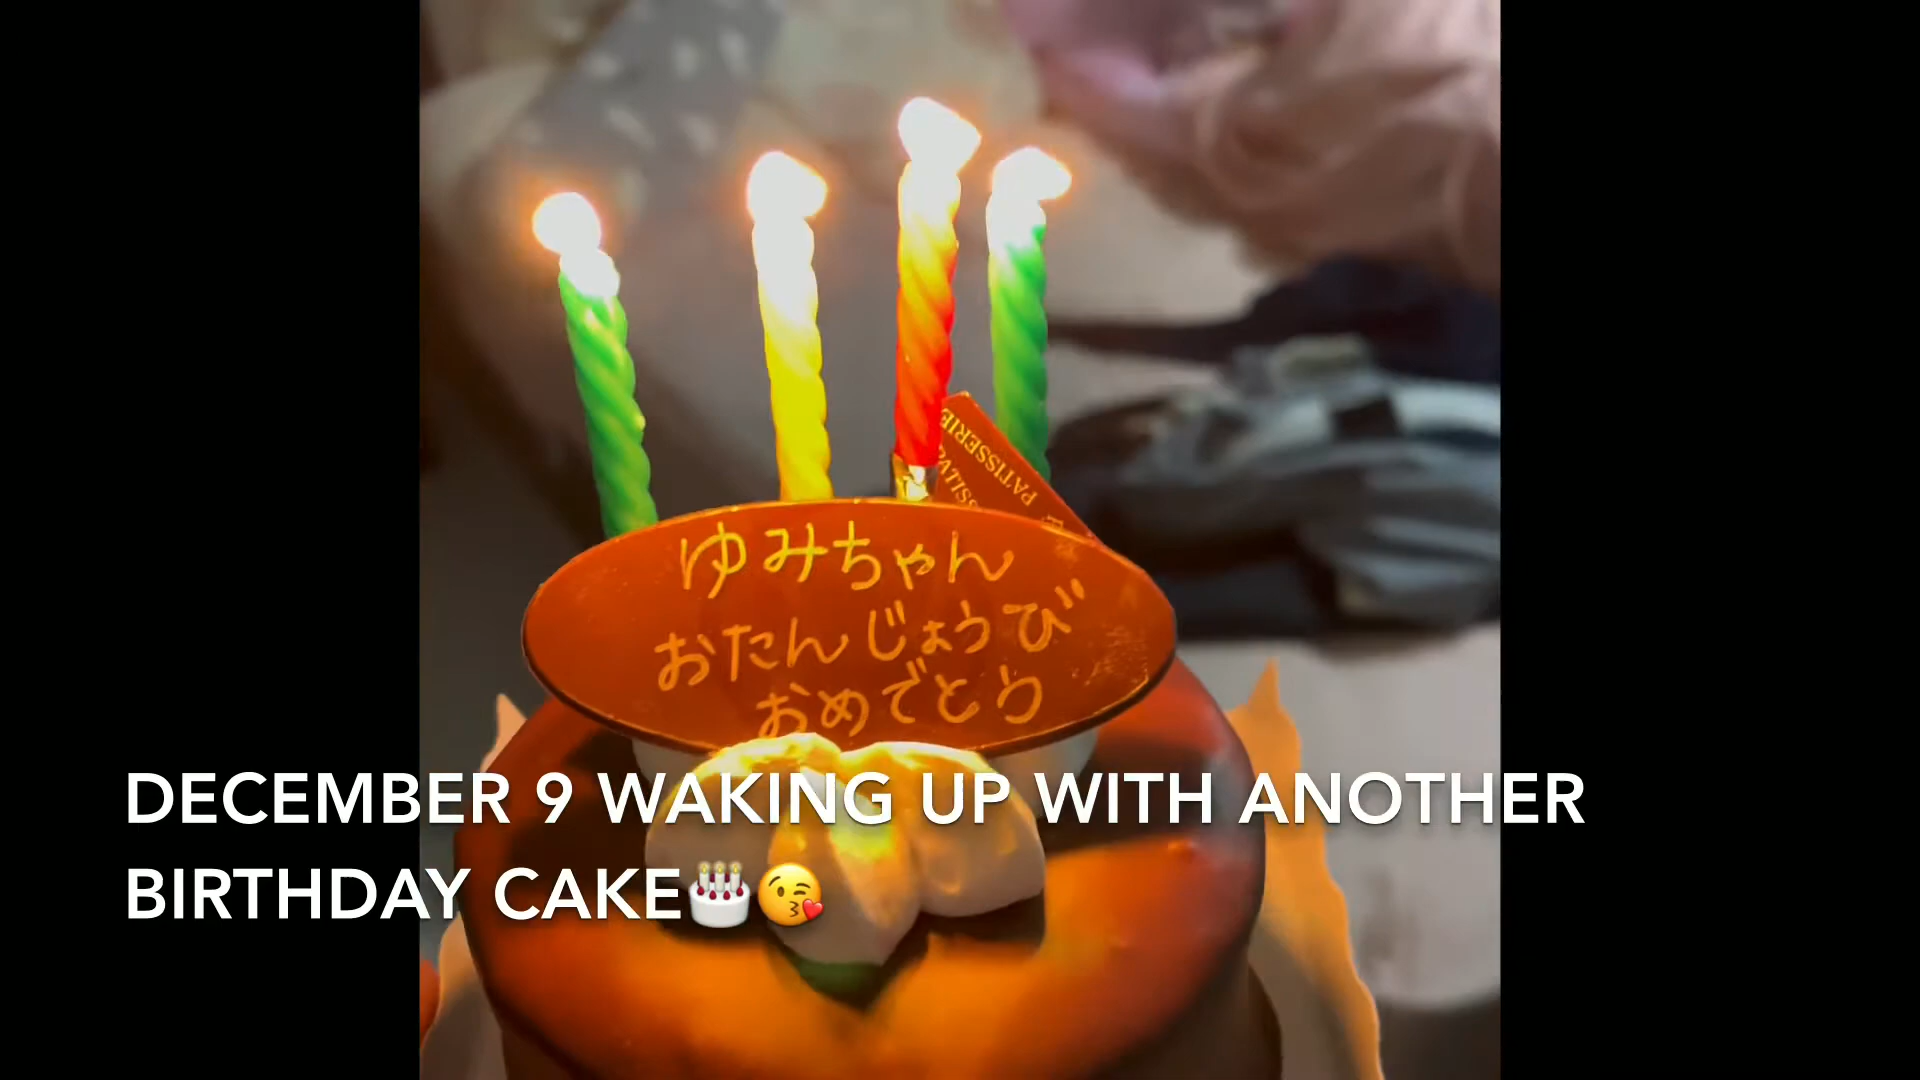 PATISSERIE
ゆみちゃん
おたんじょうび
おめでとう
DECEMBER 9 WAKING UP WITH ANOTHER
BIRTHDAY CAKE🎂😘